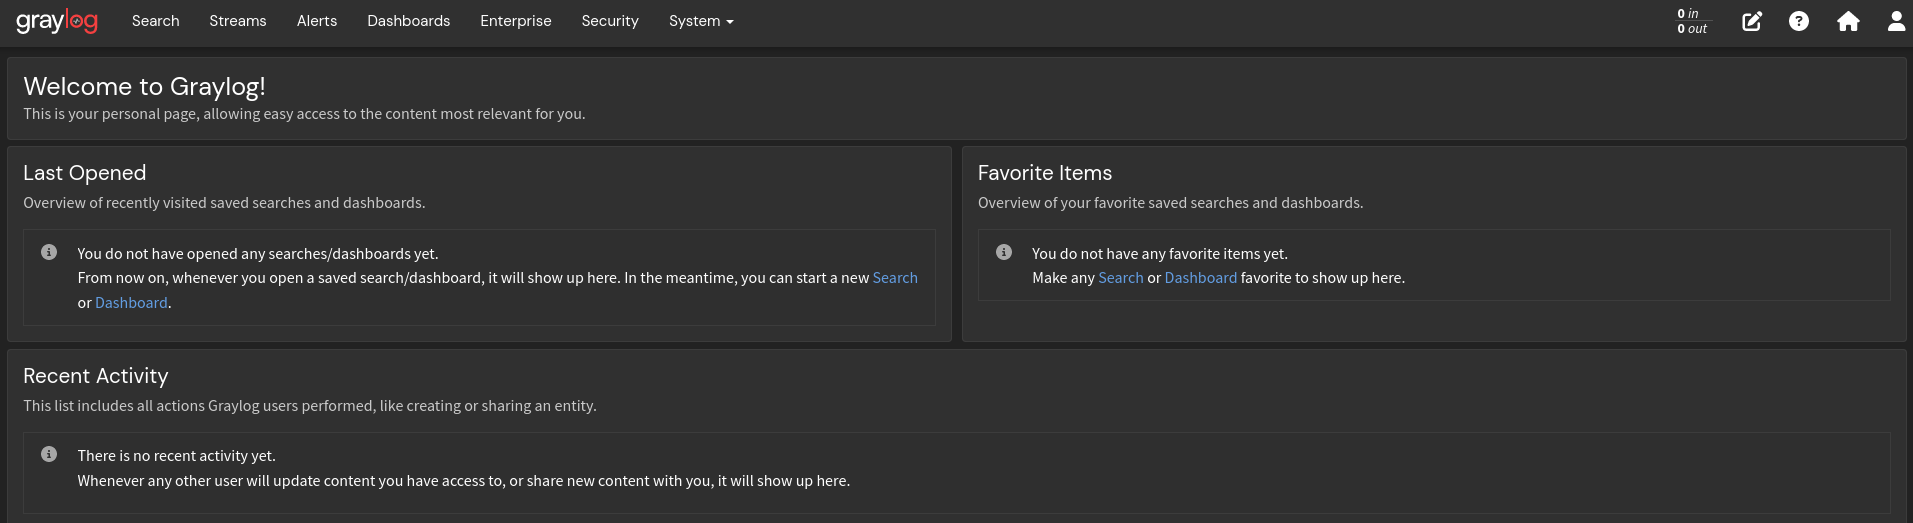 graylog Search Streams Alerts Dashboards Enterprise Security System
0 in
0 out
Welcome to Graylog!
This is your personal page, allowing easy access to the content most relevant for you.
Last Opened
Overview of recently visited saved searches and dashboards.
You do not have opened any searches/dashboards yet.
From now on, whenever you open a saved search/dashboard, it will show up here. In the meantime, you can start a new Search
or Dashboard.
Favorite Items
Overview of your favorite saved searches and dashboards.
You do not have any favorite items yet.
Make any Search or Dashboard favorite to show up here.
Recent Activity
This list includes all actions Graylog users performed, like creating or sharing an entity.
There is no recent activity yet.
Whenever any other user will update content you have access to, or share new content with you, it will show up here.